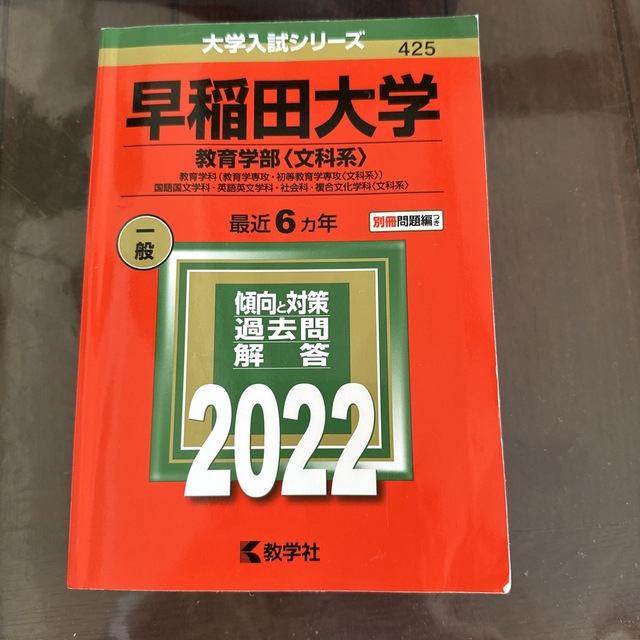 大学入試シリーズ
425
早稲田大学
教育学部〈文科系〉
教育学科(教育学専攻・初等教育学専攻〈文科系〉)
国語国文学科・英語英文学科・社会科・複合文化学科〈文科系〉
一般
最近6カ年
別冊問題編つき
傾向と対策
過去問
解答
2022
教学社